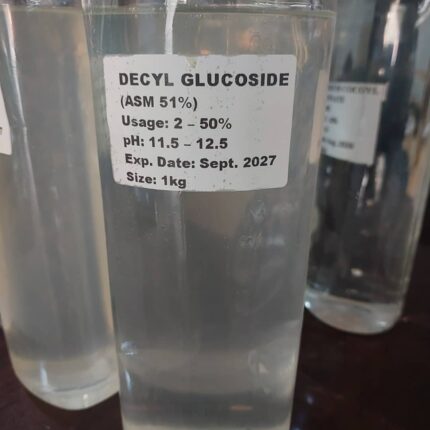 DECYL GLUCOSIDE
(ASM 51%)
Usage: 2 – 50%
pH: 11.5 – 12.5
Exp. Date: Sept. 2027
Size: 1kg